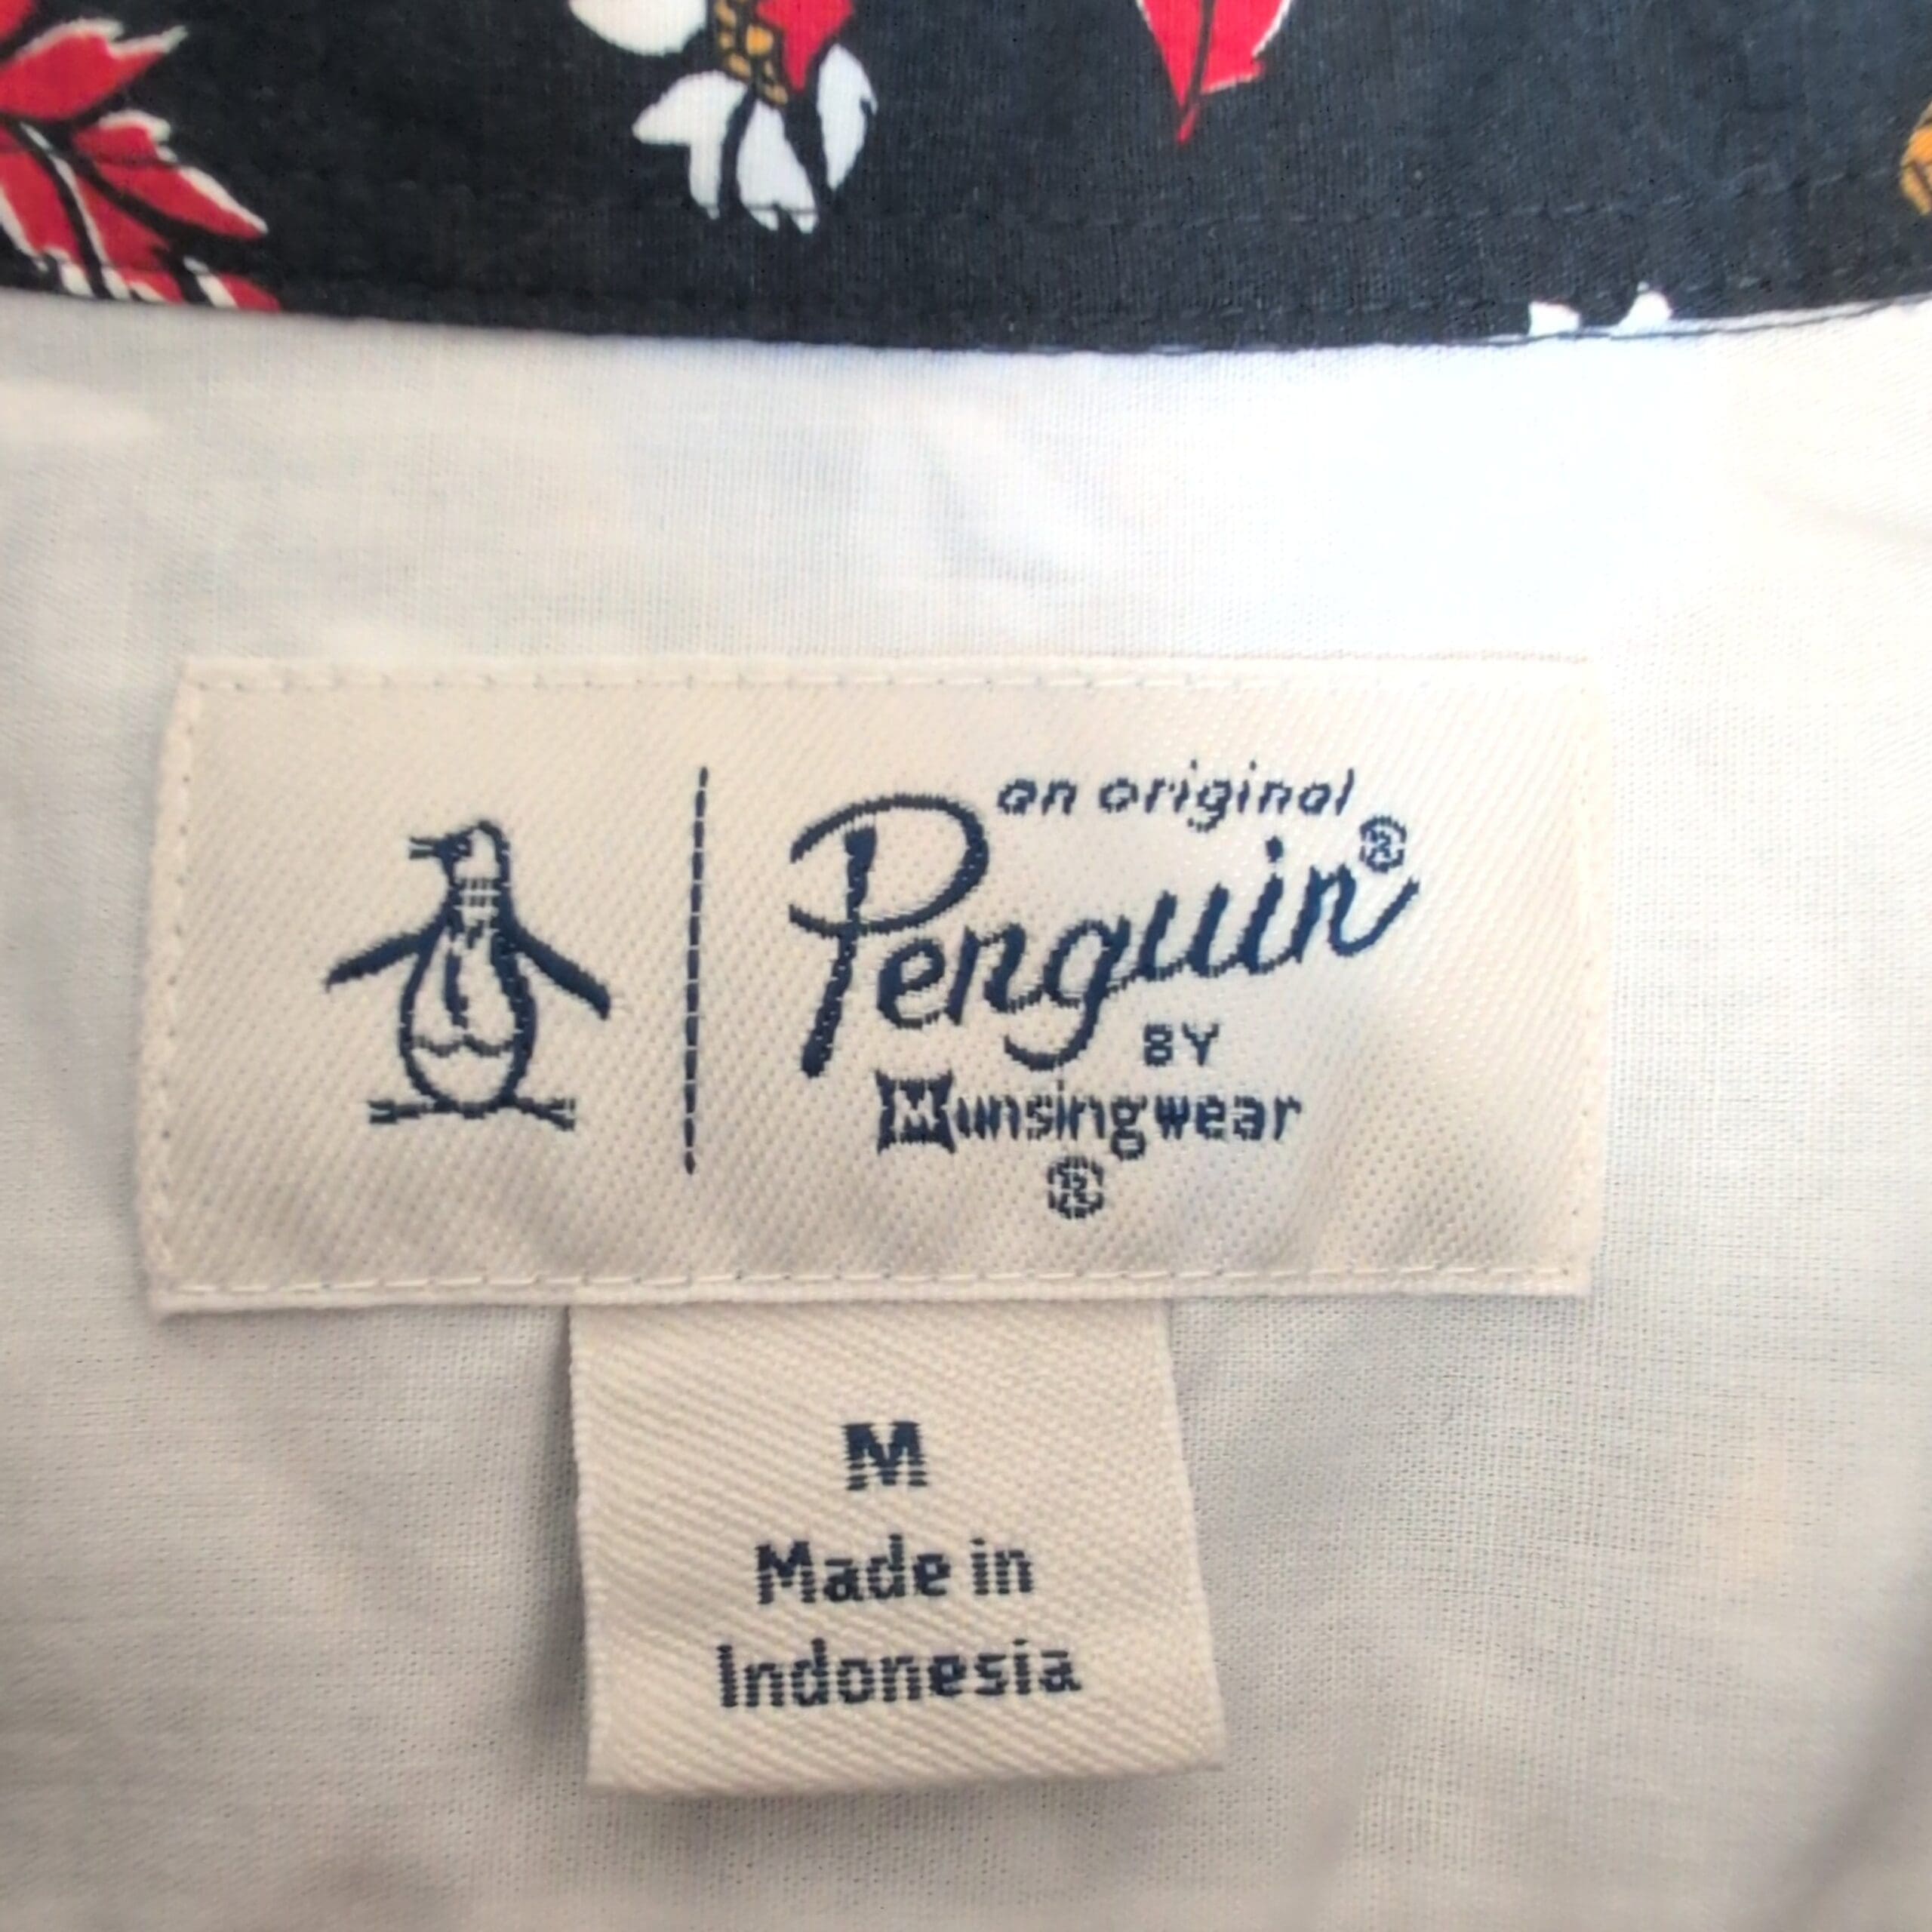 an original
Penguin®
BY
Munsingwear
®
M
Made in
Indonesia